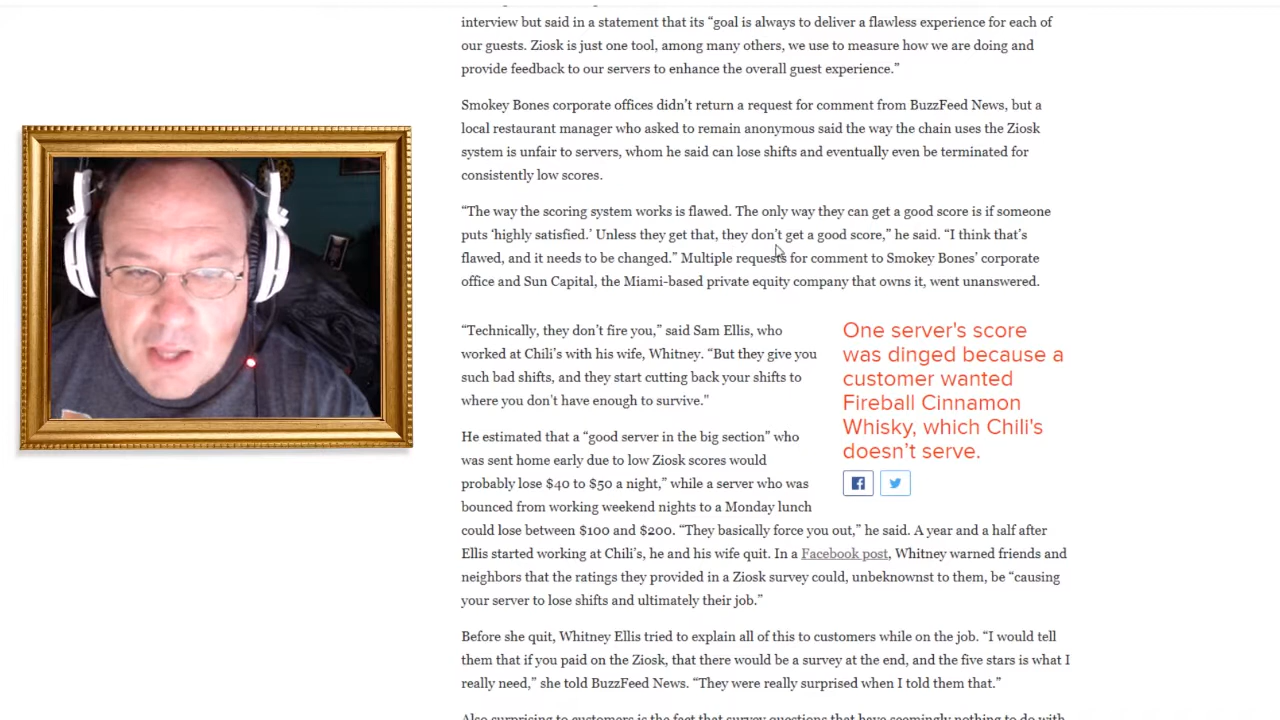 interview but said in a statement that its “goal is always to deliver a flawless experience for each of
our guests. Ziosk is just one tool, among many others, we use to measure how we are doing and
provide feedback to our servers to enhance the overall guest experience.”
Smokey Bones corporate offices didn’t return a request for comment from BuzzFeed News, but a
local restaurant manager who asked to remain anonymous said the way the chain uses the Ziosk
system is unfair to servers, whom he said can lose shifts and eventually even be terminated for
consistently low scores.
“The way the scoring system works is flawed. The only way they can get a good score is if someone
puts ‘highly satisfied.’ Unless they get that, they don’t get a good score,” he said. “I think that’s
flawed, and it needs to be changed.” Multiple requests for comment to Smokey Bones’ corporate
office and Sun Capital, the Miami-based private equity company that owns it, went unanswered.
“Technically, they don’t fire you,” said Sam Ellis, who
worked at Chili’s with his wife, Whitney. “But they give you
such bad shifts, and they start cutting back your shifts to
where you don't have enough to survive."
He estimated that a “good server in the big section” who
was sent home early due to low Ziosk scores would
probably lose $40 to $50 a night,” while a server who was
bounced from working weekend nights to a Monday lunch
could lose between $100 and $200. “They basically force you out,” he said. A year and a half after
Ellis started working at Chili’s, he and his wife quit. In a Facebook post, Whitney warned friends and
neighbors that the ratings they provided in a Ziosk survey could, unbeknownst to them, be “causing
your server to lose shifts and ultimately their job.”
One server's score
was dinged because a
customer wanted
Fireball Cinnamon
Whisky, which Chili's
doesn’t serve.
Before she quit, Whitney Ellis tried to explain all of this to customers while on the job. “I would tell
them that if you paid on the Ziosk, that there would be a survey at the end, and the five stars is what I
really need,” she told BuzzFeed News. “They were really surprised when I told them that.”
Also surprising to customers is the fact that survey questions that have seemingly nothing to do with